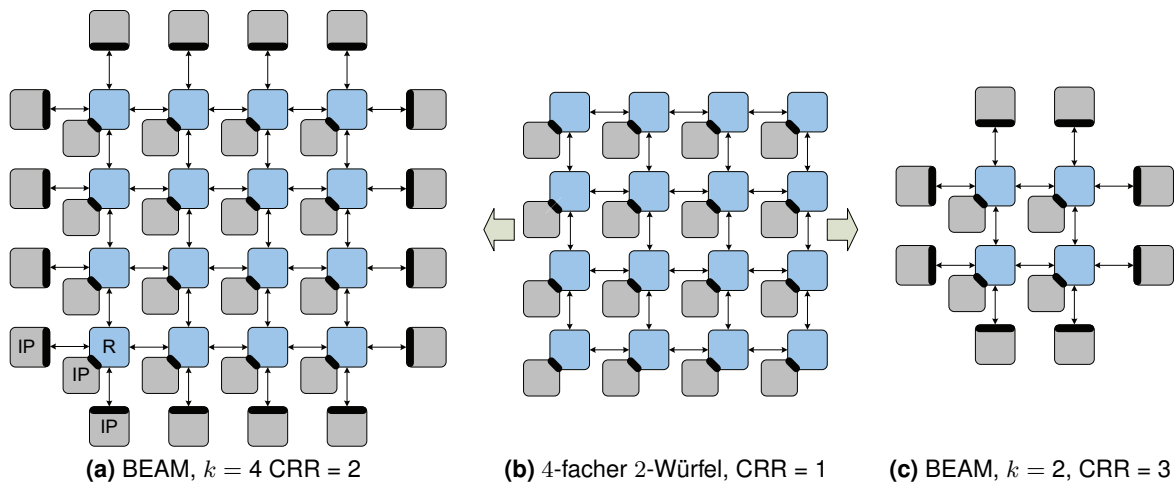 IP
R
IP
IP
(a) BEAM, k = 4 CRR = 2
(b) 4-facher 2-Würfel, CRR = 1
(c) BEAM, k = 2, CRR = 3